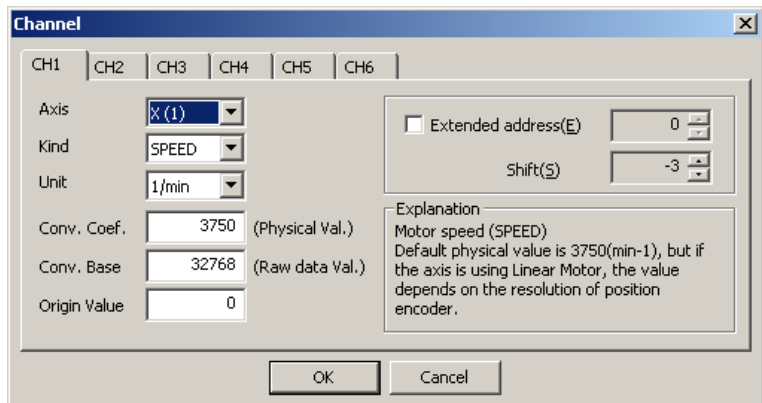 Channel
CH1 CH2 CH3 CH4 CH5 CH6
Axis X (1)
Kind SPEED
Unit 1/min
Conv. Coef. 3750 (Physical Val.)
Conv. Base 32768 (Raw data Val.)
Origin Value 0
Extended address(E) 0
Shift(S) -3
Explanation
Motor speed (SPEED)
Default physical value is 3750(min-1), but if
the axis is using Linear Motor, the value
depends on the resolution of position
encoder.
OK Cancel